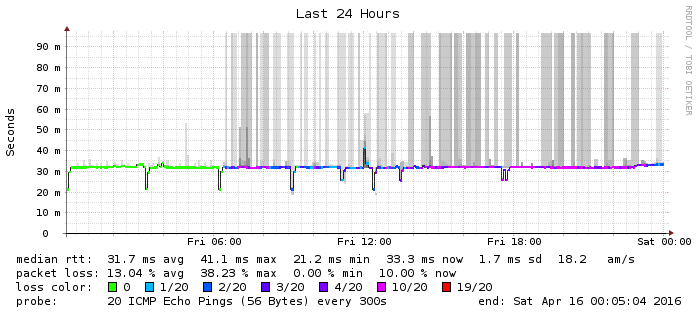 Last 24 Hours
RRDTOOL / TOBI OETIKER
Seconds
90 m
80 m
70 m
60 m
50 m
40 m
30 m
20 m
10 m
0
Fri 06:00 Fri 12:00 Fri 18:00 Sat 00:00
median rtt: 31.7 ms avg 41.1 ms max 21.2 ms min 33.3 ms now 1.7 ms sd 18.2 am/s
packet loss: 13.04 % avg 38.23 % max 0.00 % min 10.00 % now
loss color: 0 1/20 2/20 3/20 4/20 10/20 19/20
probe: 20 ICMP Echo Pings (56 Bytes) every 300s end: Sat Apr 16 00:05:04 2016